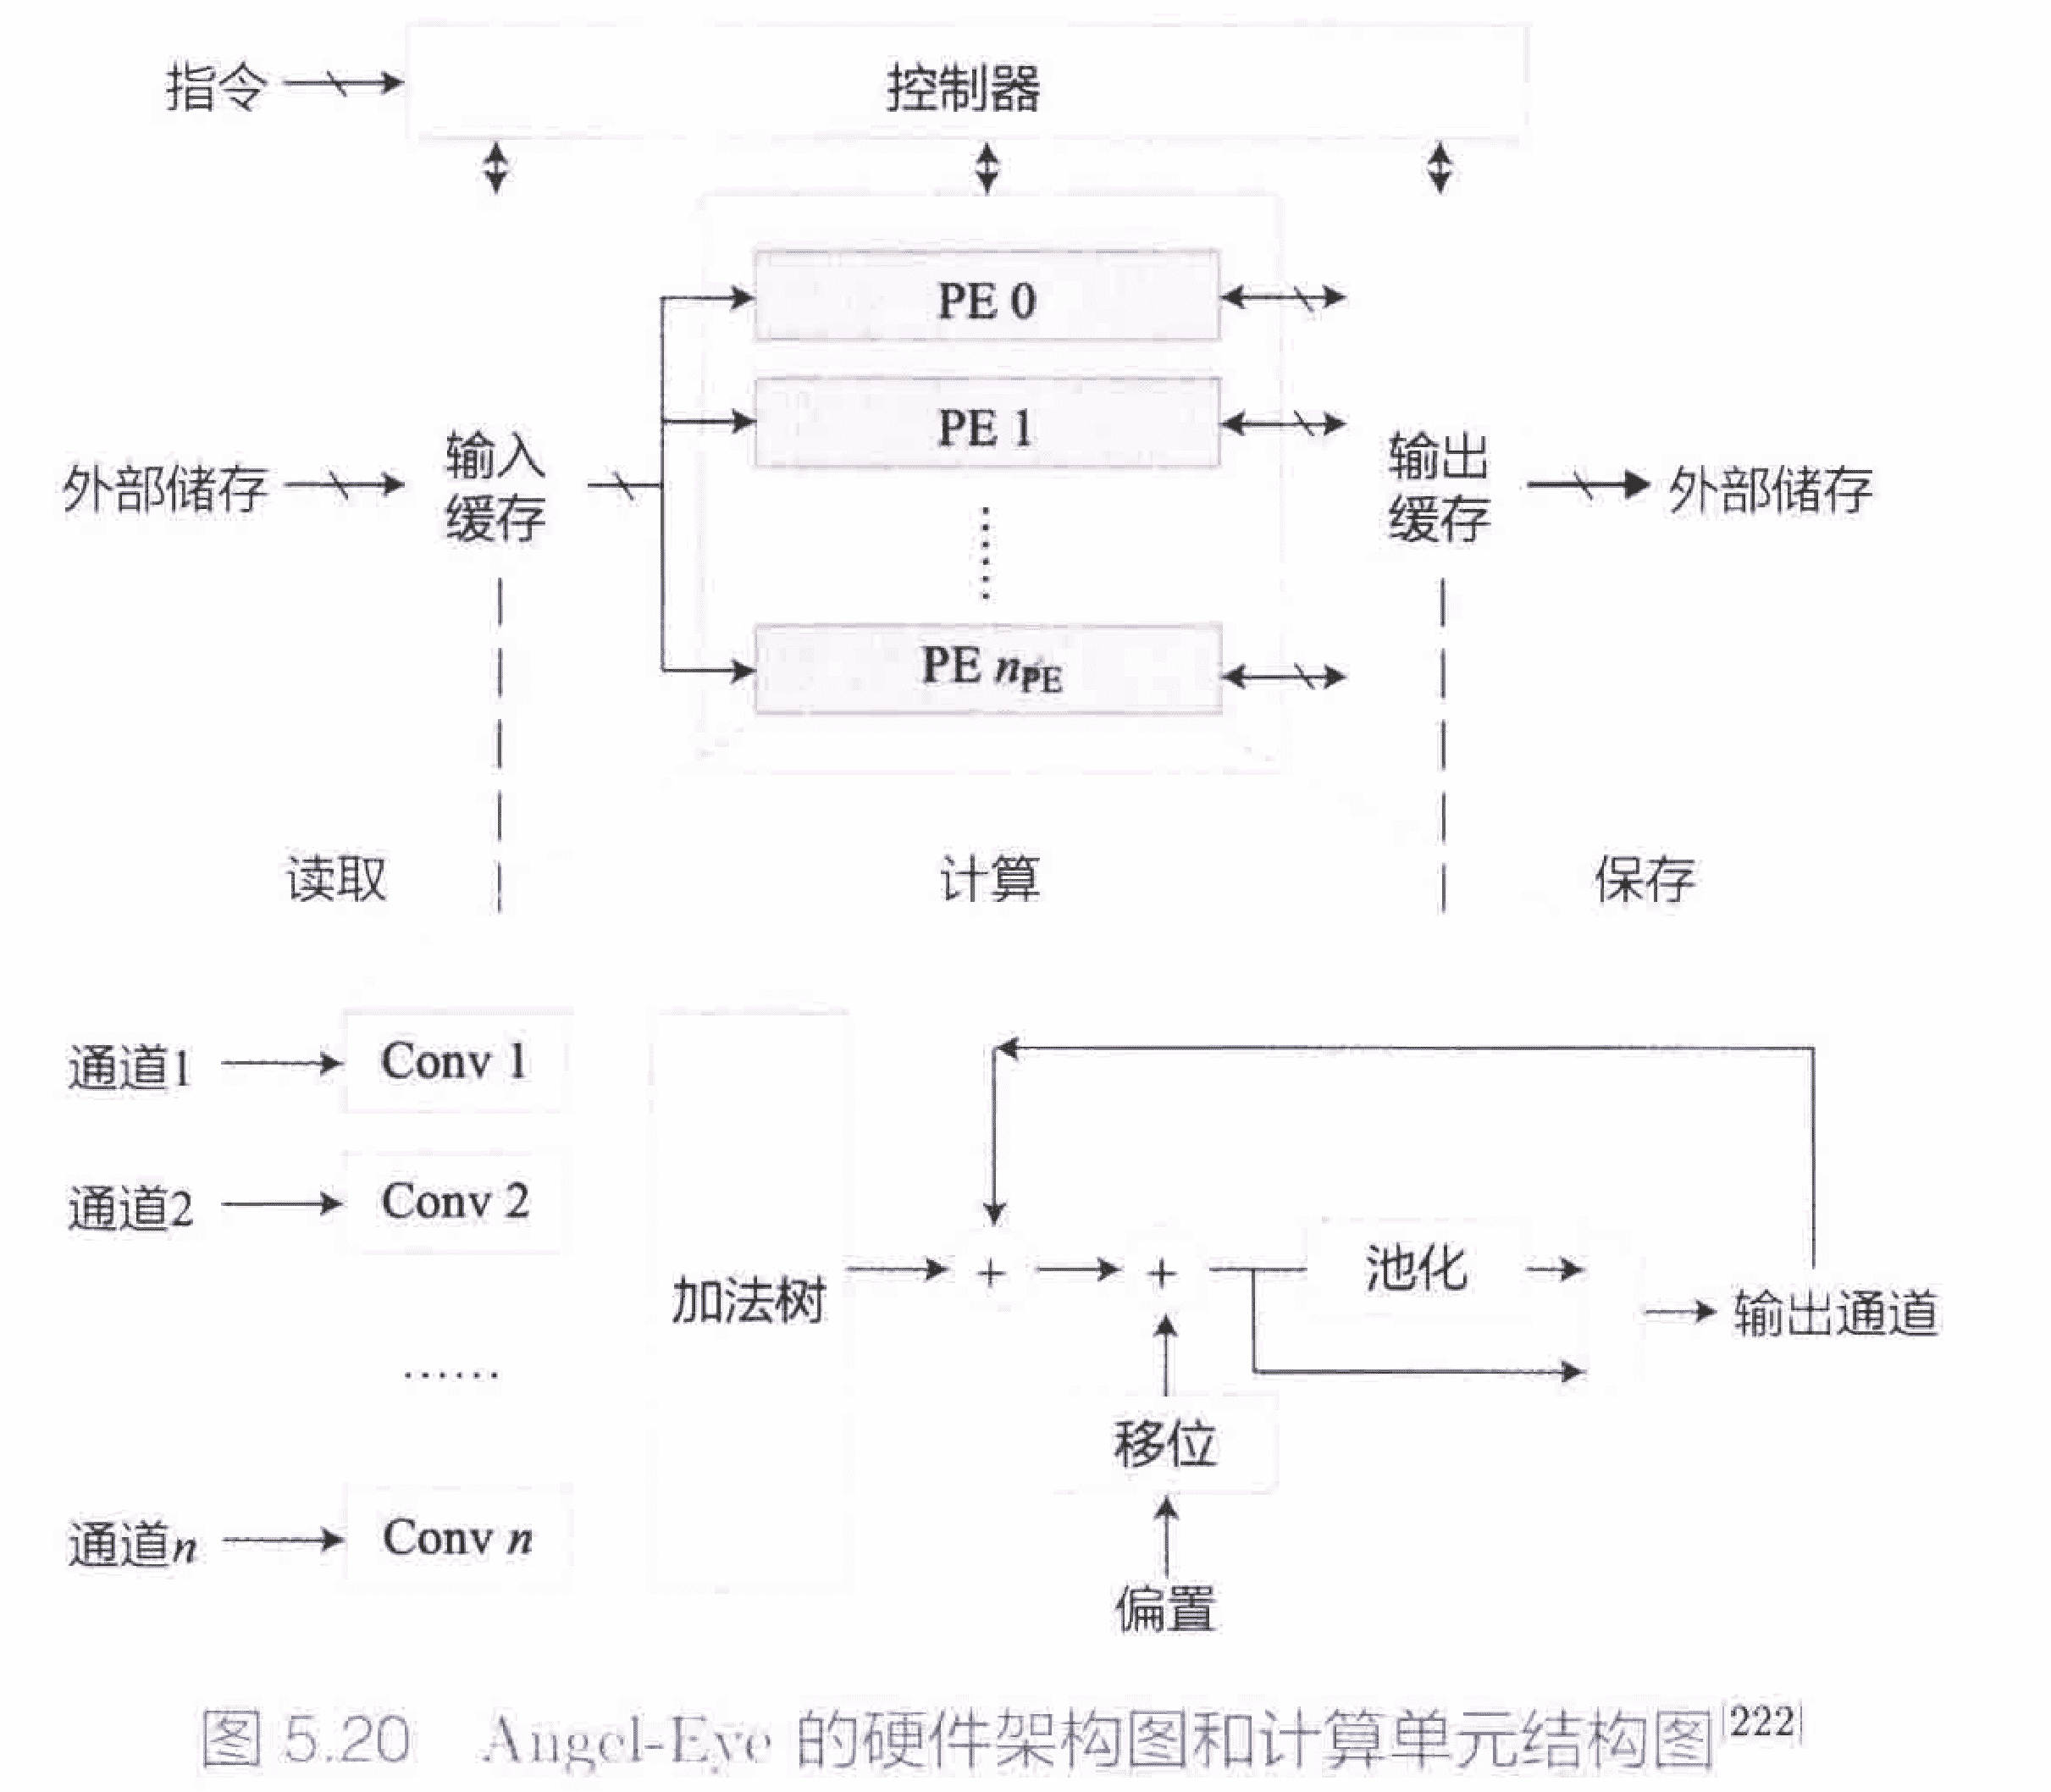 指令
控制器
PE 0
PE 1
外部储存
输入
缓存
输出
缓存
外部储存
......
PE nPE
读取
计算
保存
通道1
Conv 1
通道2
Conv 2
加法树
+
+
池化
输出通道
......
移位
通道n
Conv n
偏置
图 5.20 Angel-Eye 的硬件架构图和计算单元结构图[222]